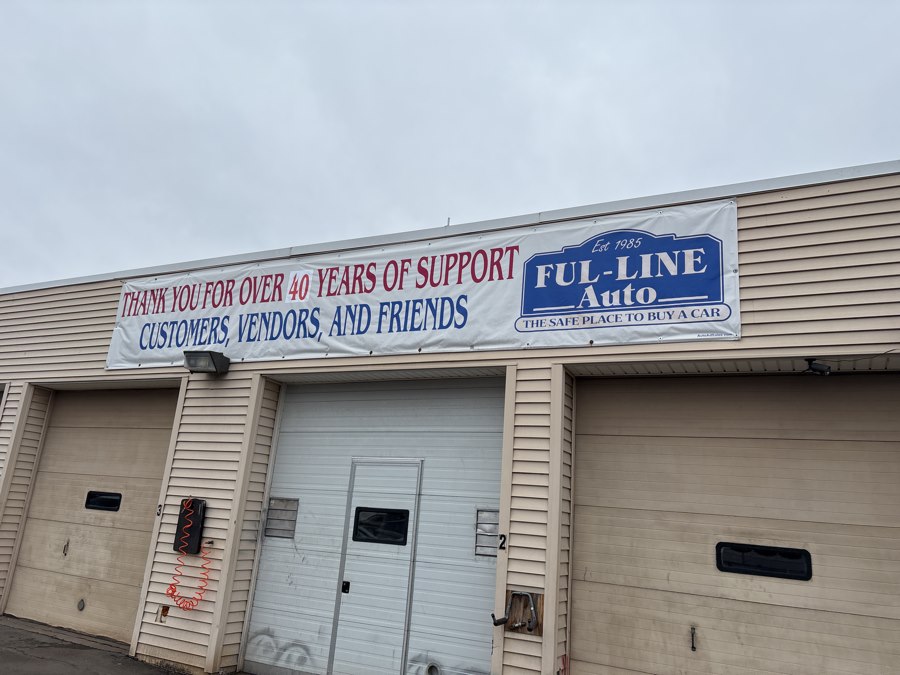 THANK YOU FOR OVER 40 YEARS OF SUPPORT
CUSTOMERS, VENDORS, AND FRIENDS
Est 1985
FUL-LINE
Auto
THE SAFE PLACE TO BUY A CAR
3
2